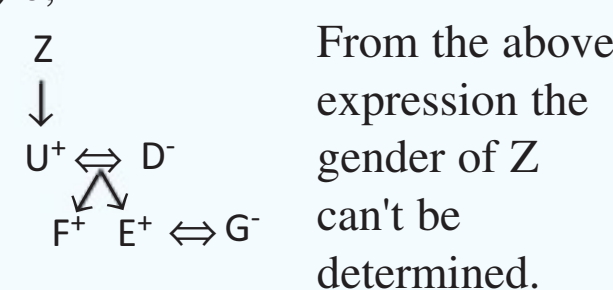 Z
From the above
expression the
U⁺ ⇔ D⁻
gender of Z
can't be
F⁺ E⁺ ⇔ G⁻
determined.